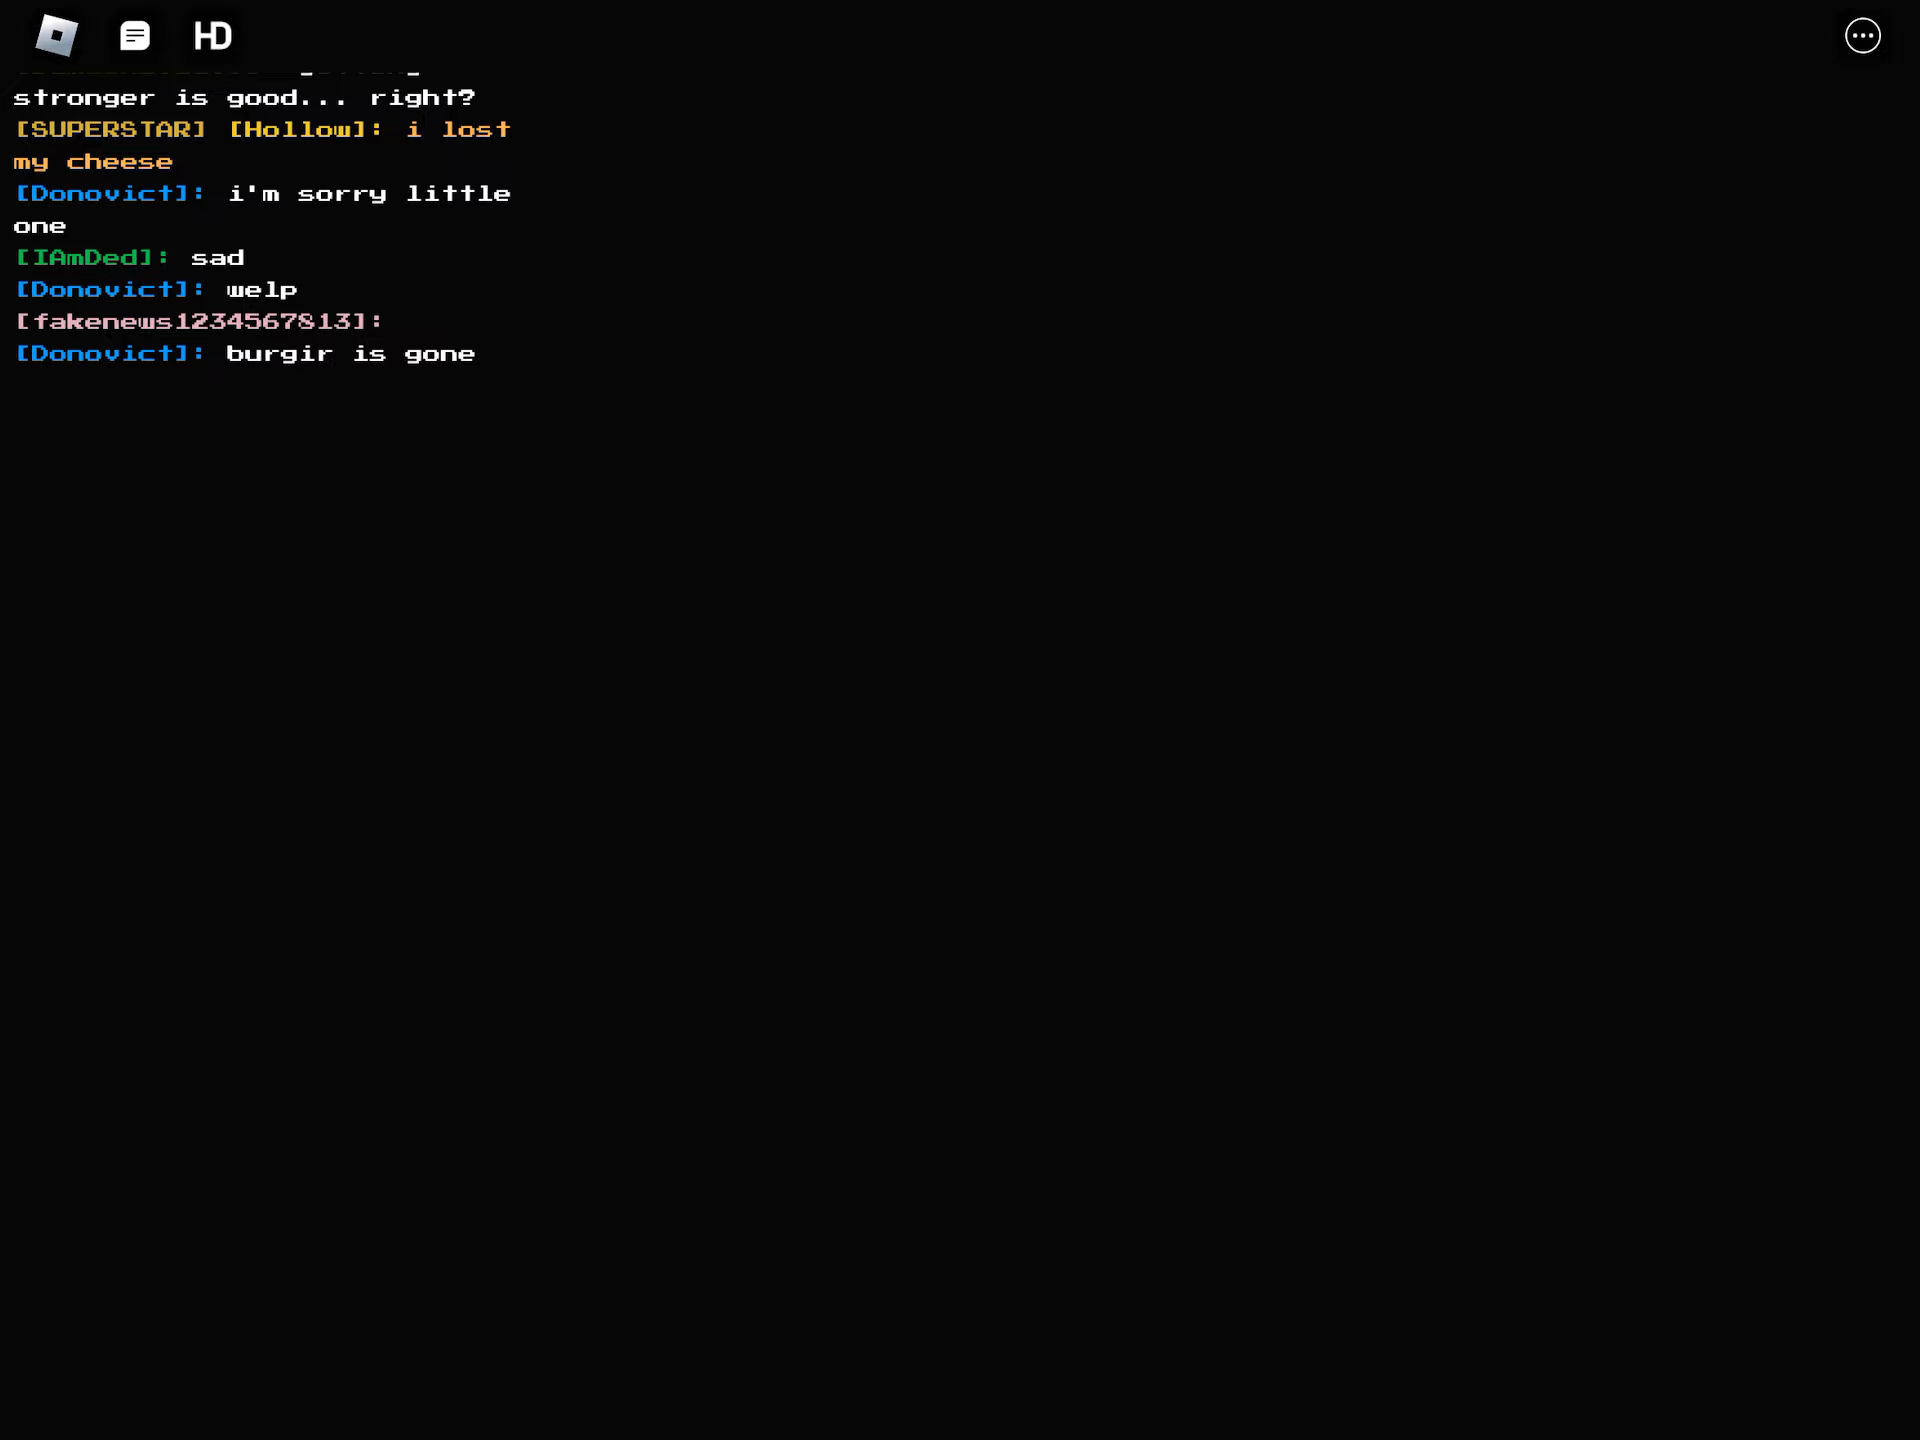 HD
stronger is good... right?
[SUPERSTAR] [Hollow]: i lost
my cheese
[Donovict]: i'm sorry little
one
[IAmDed]: sad
[Donovict]: welp
[fakenews1234567813]:
[Donovict]: burgir is gone